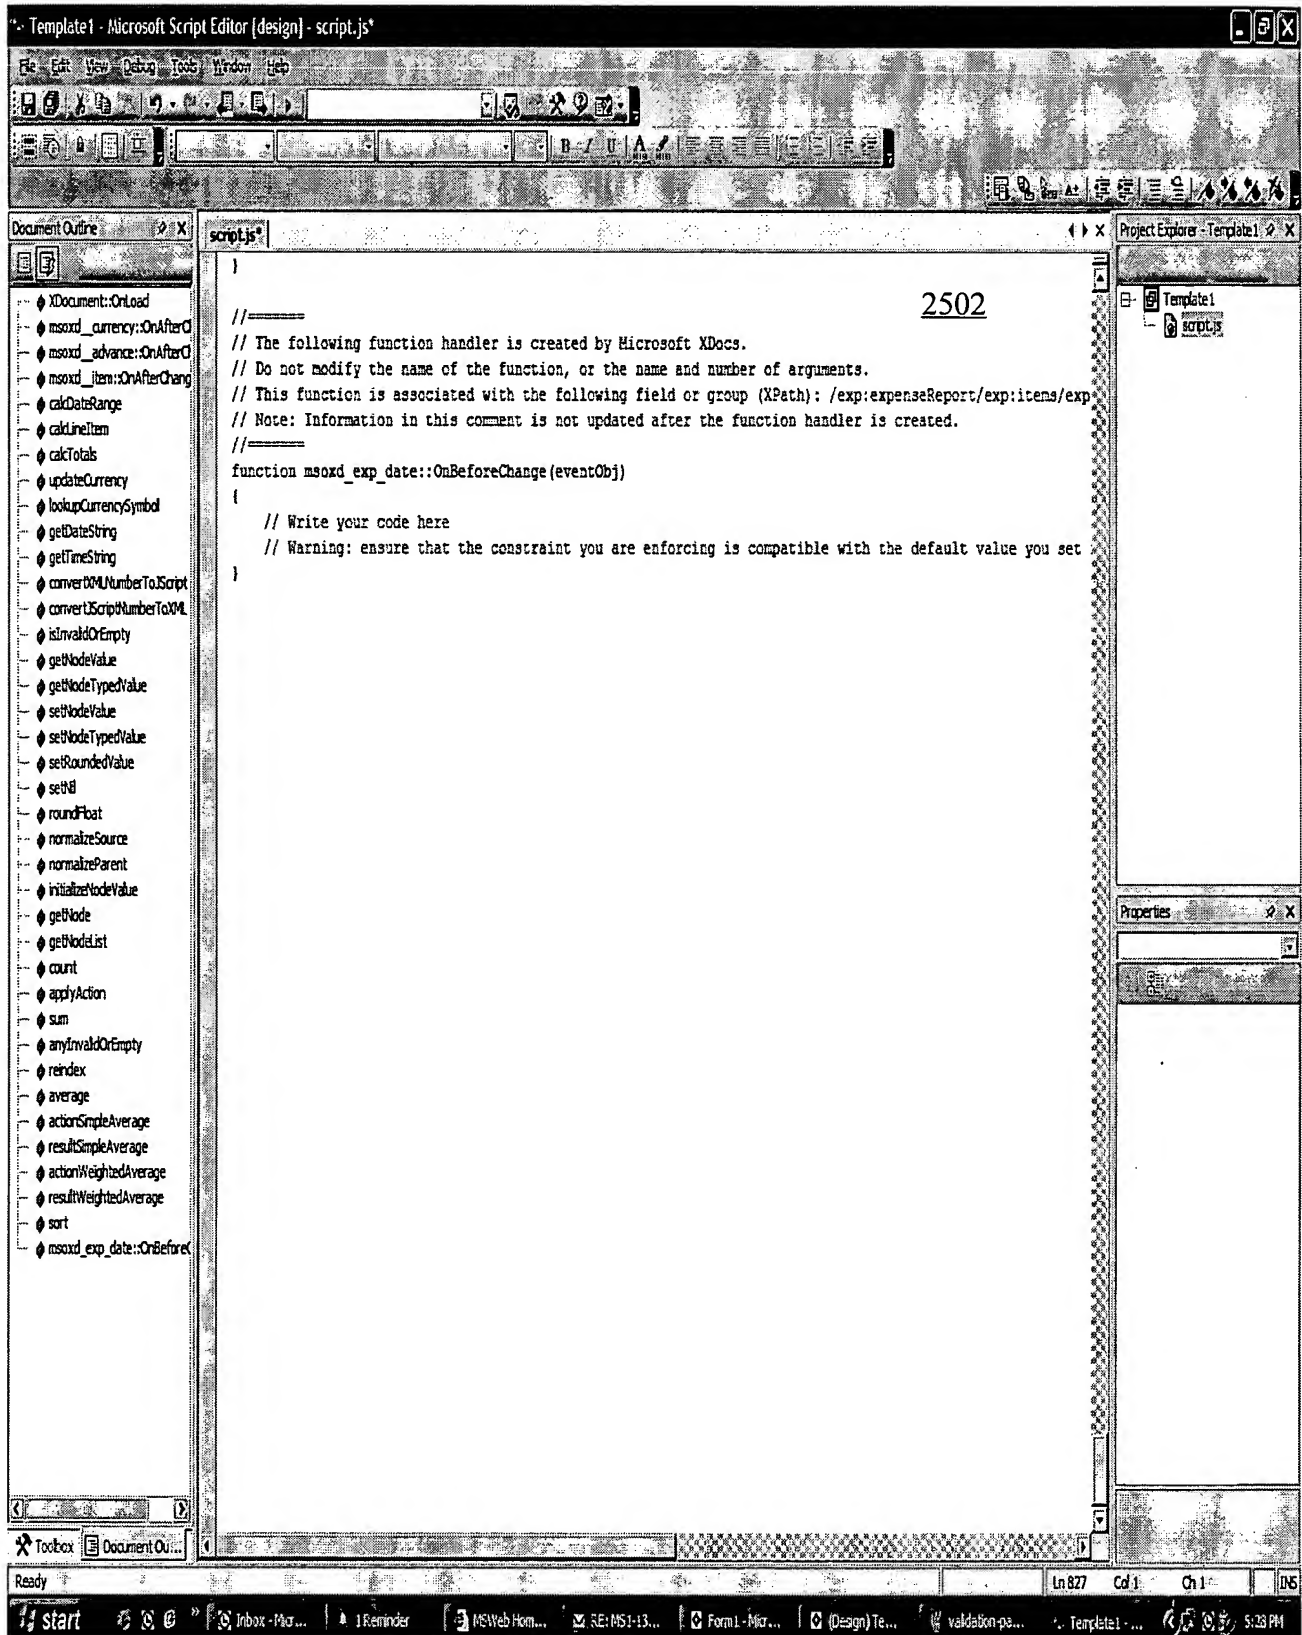 Template1 - Microsoft Script Editor [design] - script.js*
File Edit View Debug Tools Window Help
B I U A
Document Outline
script.js*
Project Explorer - Template1
XDocument::OnLoad
msoxd__currency::OnAfterCl
msoxd__advance::OnAfterCl
msoxd__item::OnAfterChang
calcDateRange
calcLineItem
calcTotals
updateCurrency
lookupCurrencySymbol
getDateString
getTimeString
convertXMLNumberToJScript
convertJScriptNumberToXML
isInvalidOrEmpty
getNodeValue
getNodeTypedValue
setNodeValue
setNodeTypedValue
setRoundedValue
setNil
roundFloat
normalizeSource
normalizeParent
initializeNodeValue
getNode
getNodeList
count
applyAction
sum
anyInvalidOrEmpty
reindex
average
actionSimpleAverage
resultSimpleAverage
actionWeightedAverage
resultWeightedAverage
sort
msoxd_exp_date::OnBeforeC
}
2502
//=======
// The following function handler is created by Microsoft XDocs.
// Do not modify the name of the function, or the name and number of arguments.
// This function is associated with the following field or group (XPath): /exp:expenseReport/exp:items/exp
// Note: Information in this comment is not updated after the function handler is created.
//=======
function msoxd_exp_date::OnBeforeChange(eventObj)
{
// Write your code here
// Warning: ensure that the constraint you are enforcing is compatible with the default value you set
}
Template1
script.js
Properties
Toolbox Document Ou...
Ready Ln 827 Col 1 Ch 1 INS
start Inbox - Micr... 1 Reminder MSWeb Hom... RE: MS1-13... Form1 - Micr... (Design) Te... validation-pa... Template1 - ... 5:28 PM